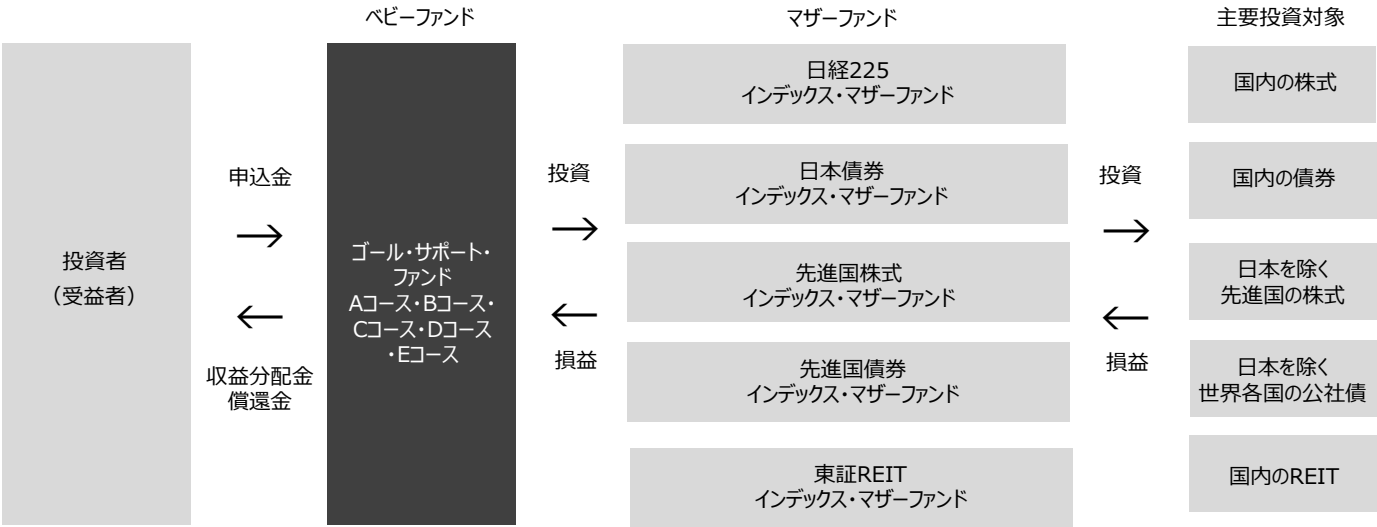 ベビーファンド
マザーファンド
主要投資対象
投資者
（受益者）
申込金
→
←
収益分配金
償還金
ゴール・サポート・
ファンド
Aコース・Bコース・
Cコース・Dコース
・Eコース
投資
→
←
損益
日経225
インデックス・マザーファンド
日本債券
インデックス・マザーファンド
先進国株式
インデックス・マザーファンド
先進国債券
インデックス・マザーファンド
東証REIT
インデックス・マザーファンド
投資
→
←
損益
国内の株式
国内の債券
日本を除く
先進国の株式
日本を除く
世界各国の公社債
国内のREIT